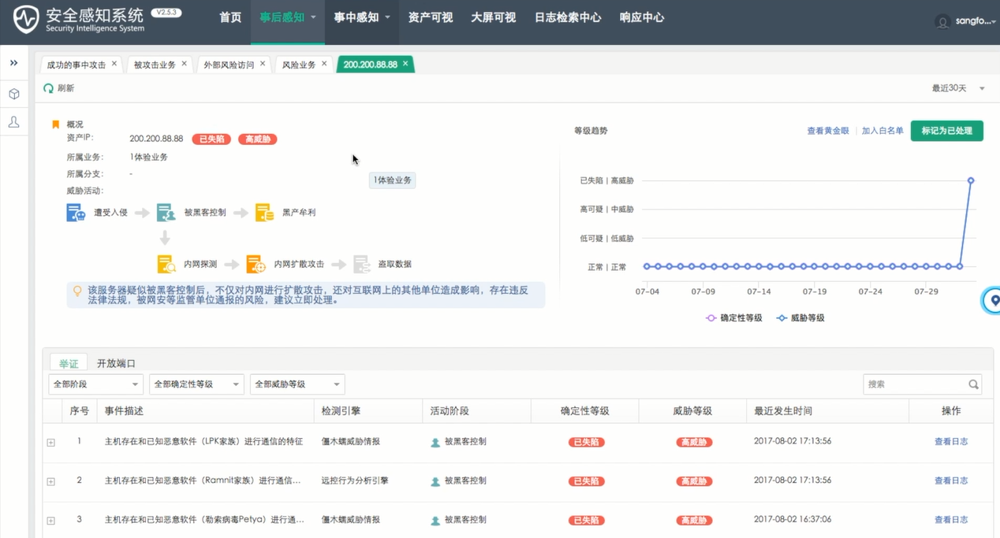 安全感知系统 V2.5.3
Security Intelligence System
首页 事后感知 事中感知 资产可视 大屏可视 日志检索中心 响应中心 sangfo...
成功的事中攻击 × 被攻击业务 × 外部风险访问 × 风险业务 × 200.200.88.88 ×
刷新 最近30天
概况
资产IP: 200.200.88.88 已失陷 高威胁
所属业务: 1体验业务
所属分支: -
威胁活动:
1体验业务
遭受入侵 被黑客控制 黑产牟利
内网探测 内网扩散攻击 盗取数据
该服务器疑似被黑客控制后，不仅对内网进行扩散攻击，还对互联网上的其他单位造成影响，存在违反
法律法规，被网安等监管单位通报的风险，建议立即处理。
等级趋势 查看黄金眼 加入白名单 标记为已处理
已失陷 | 高威胁
高可疑 | 中威胁
低可疑 | 低威胁
正常 | 正常
07-04 07-09 07-14 07-19 07-24 07-29
确定性等级 威胁等级
举证 开放端口
全部阶段 全部确定性等级 全部威胁等级 搜索
序号 事件描述 检测引擎 活动阶段 确定性等级 威胁等级 最近发生时间 操作
1 主机存在和已知恶意软件（LPK家族）进行通信的特征 僵木蠕威胁情报 被黑客控制 已失陷 高威胁 2017-08-02 17:13:56 查看日志
2 主机存在和已知恶意软件（Ramnit家族）进行通信... 远控行为分析引擎 被黑客控制 已失陷 高威胁 2017-08-02 17:13:56 查看日志
3 主机存在和已知恶意软件（勒索病毒Petya）进行通... 僵木蠕威胁情报 被黑客控制 已失陷 高威胁 2017-08-02 16:37:06 查看日志